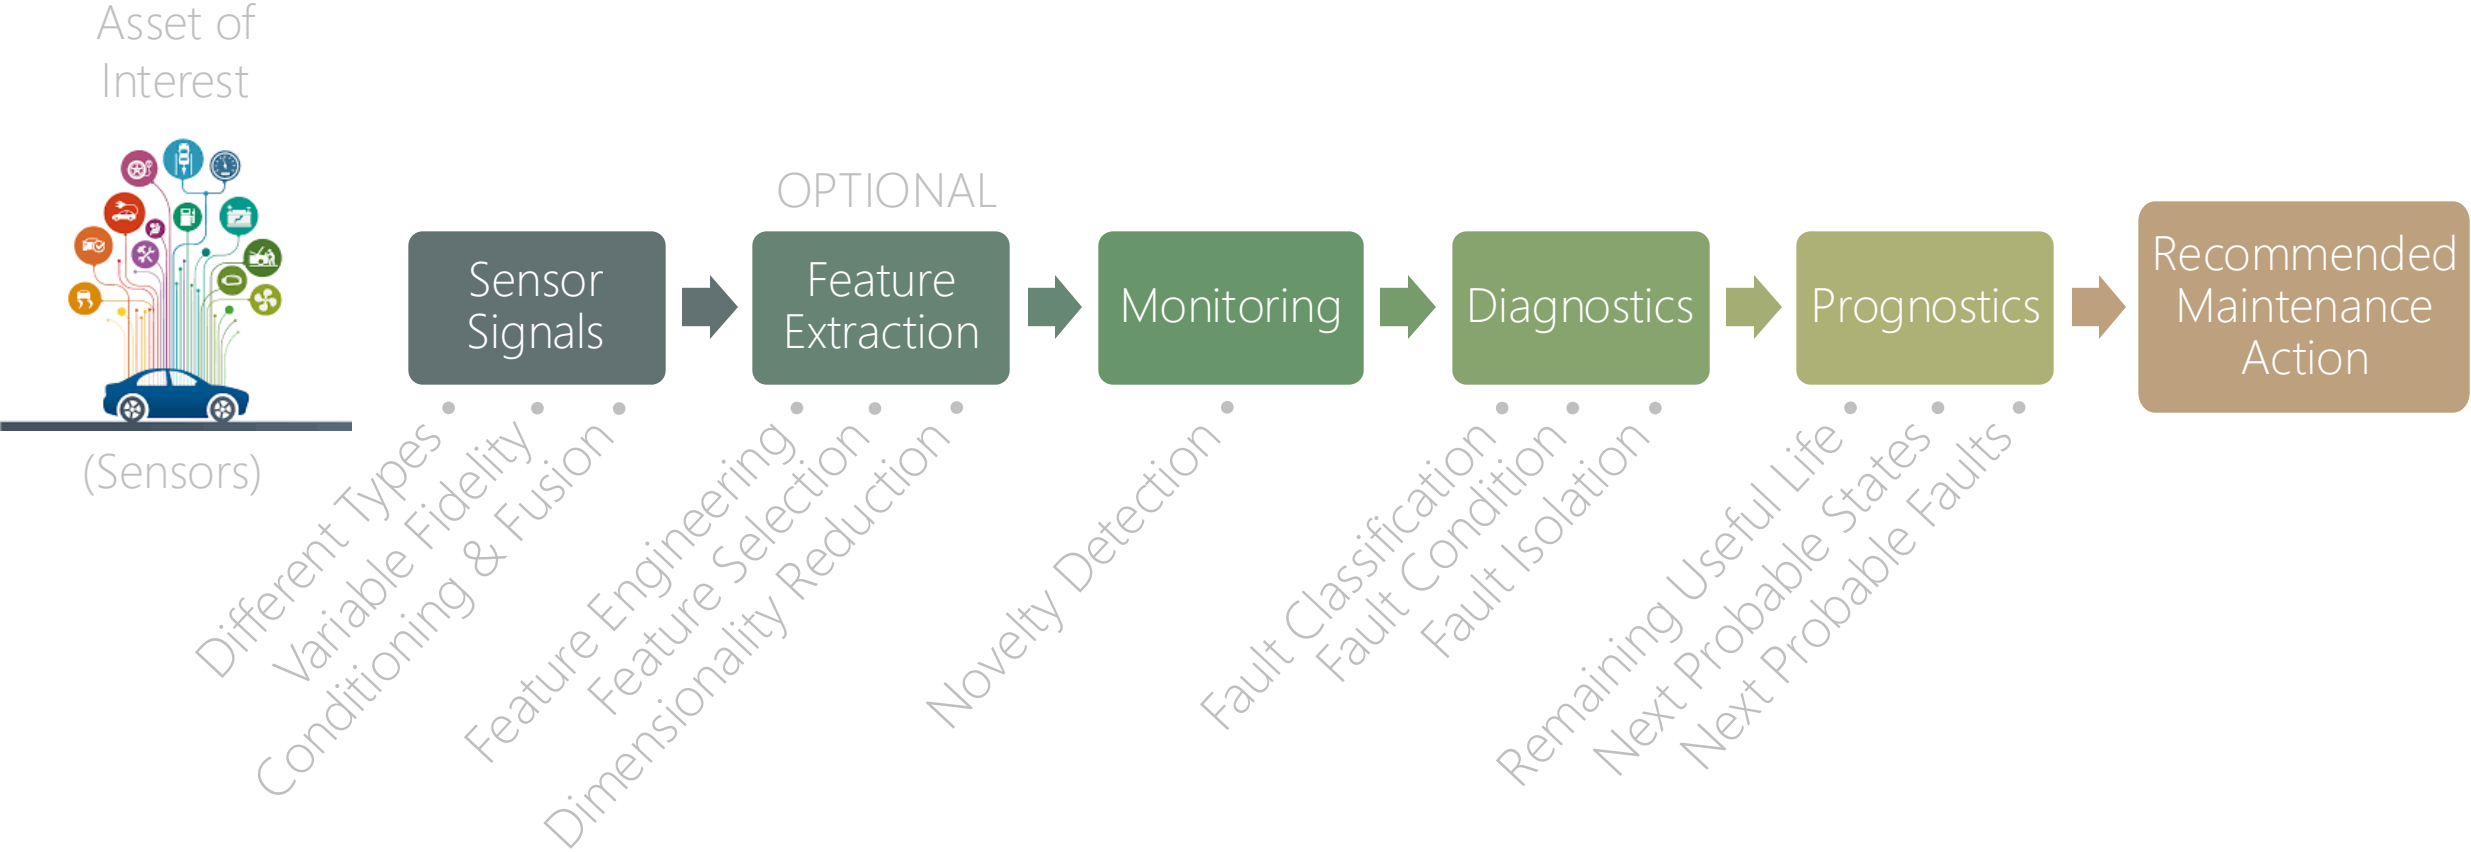 Asset of
Interest
(Sensors)
Sensor
Signals
Different Types
Variable Fidelity
Conditioning & Fusion
OPTIONAL
Feature
Extraction
Feature Engineering
Feature Selection
Dimensionality Reduction
Monitoring
Novelty Detection
Diagnostics
Fault Classification
Fault Condition
Fault Isolation
Prognostics
Remaining Useful Life
Next Probable States
Next Probable Faults
Recommended
Maintenance
Action